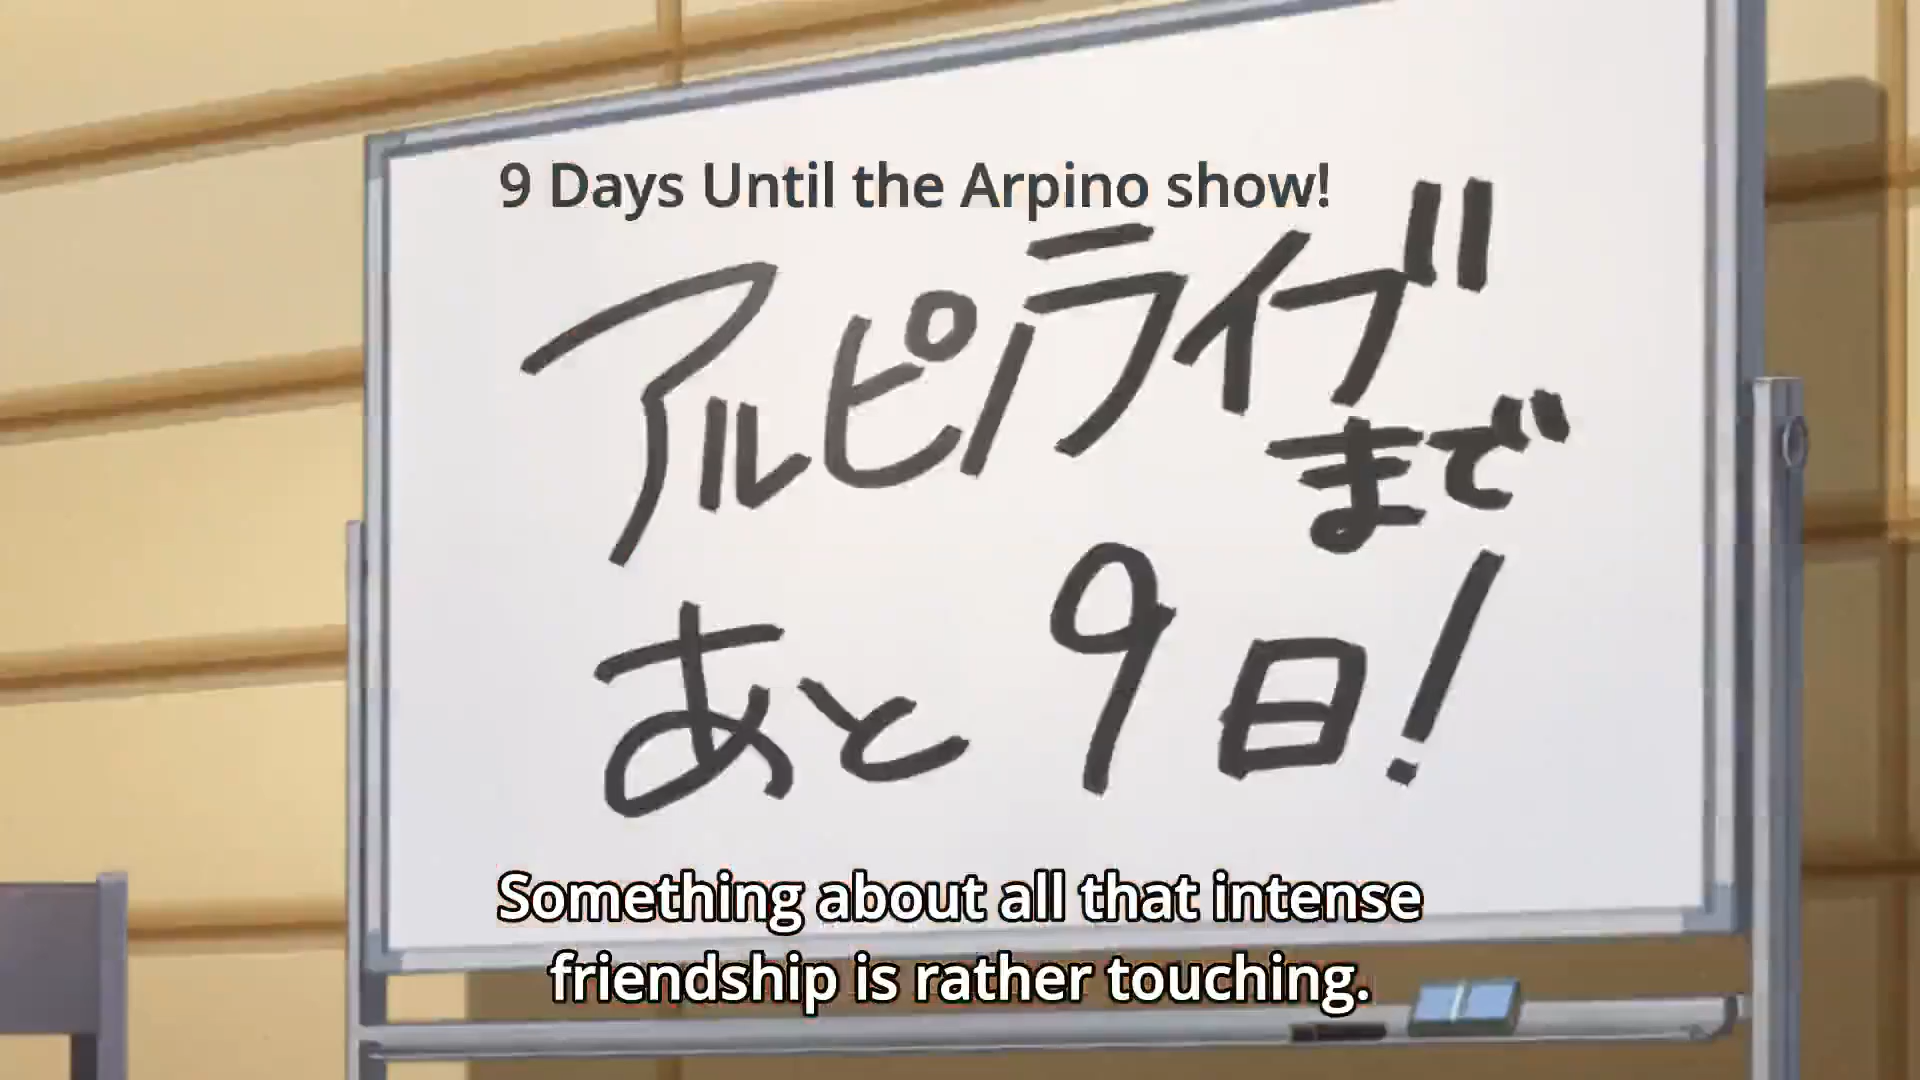 9 Days Until the Arpino show!
アルピノライブ
まで
あと9日!
Something about all that intense
friendship is rather touching.